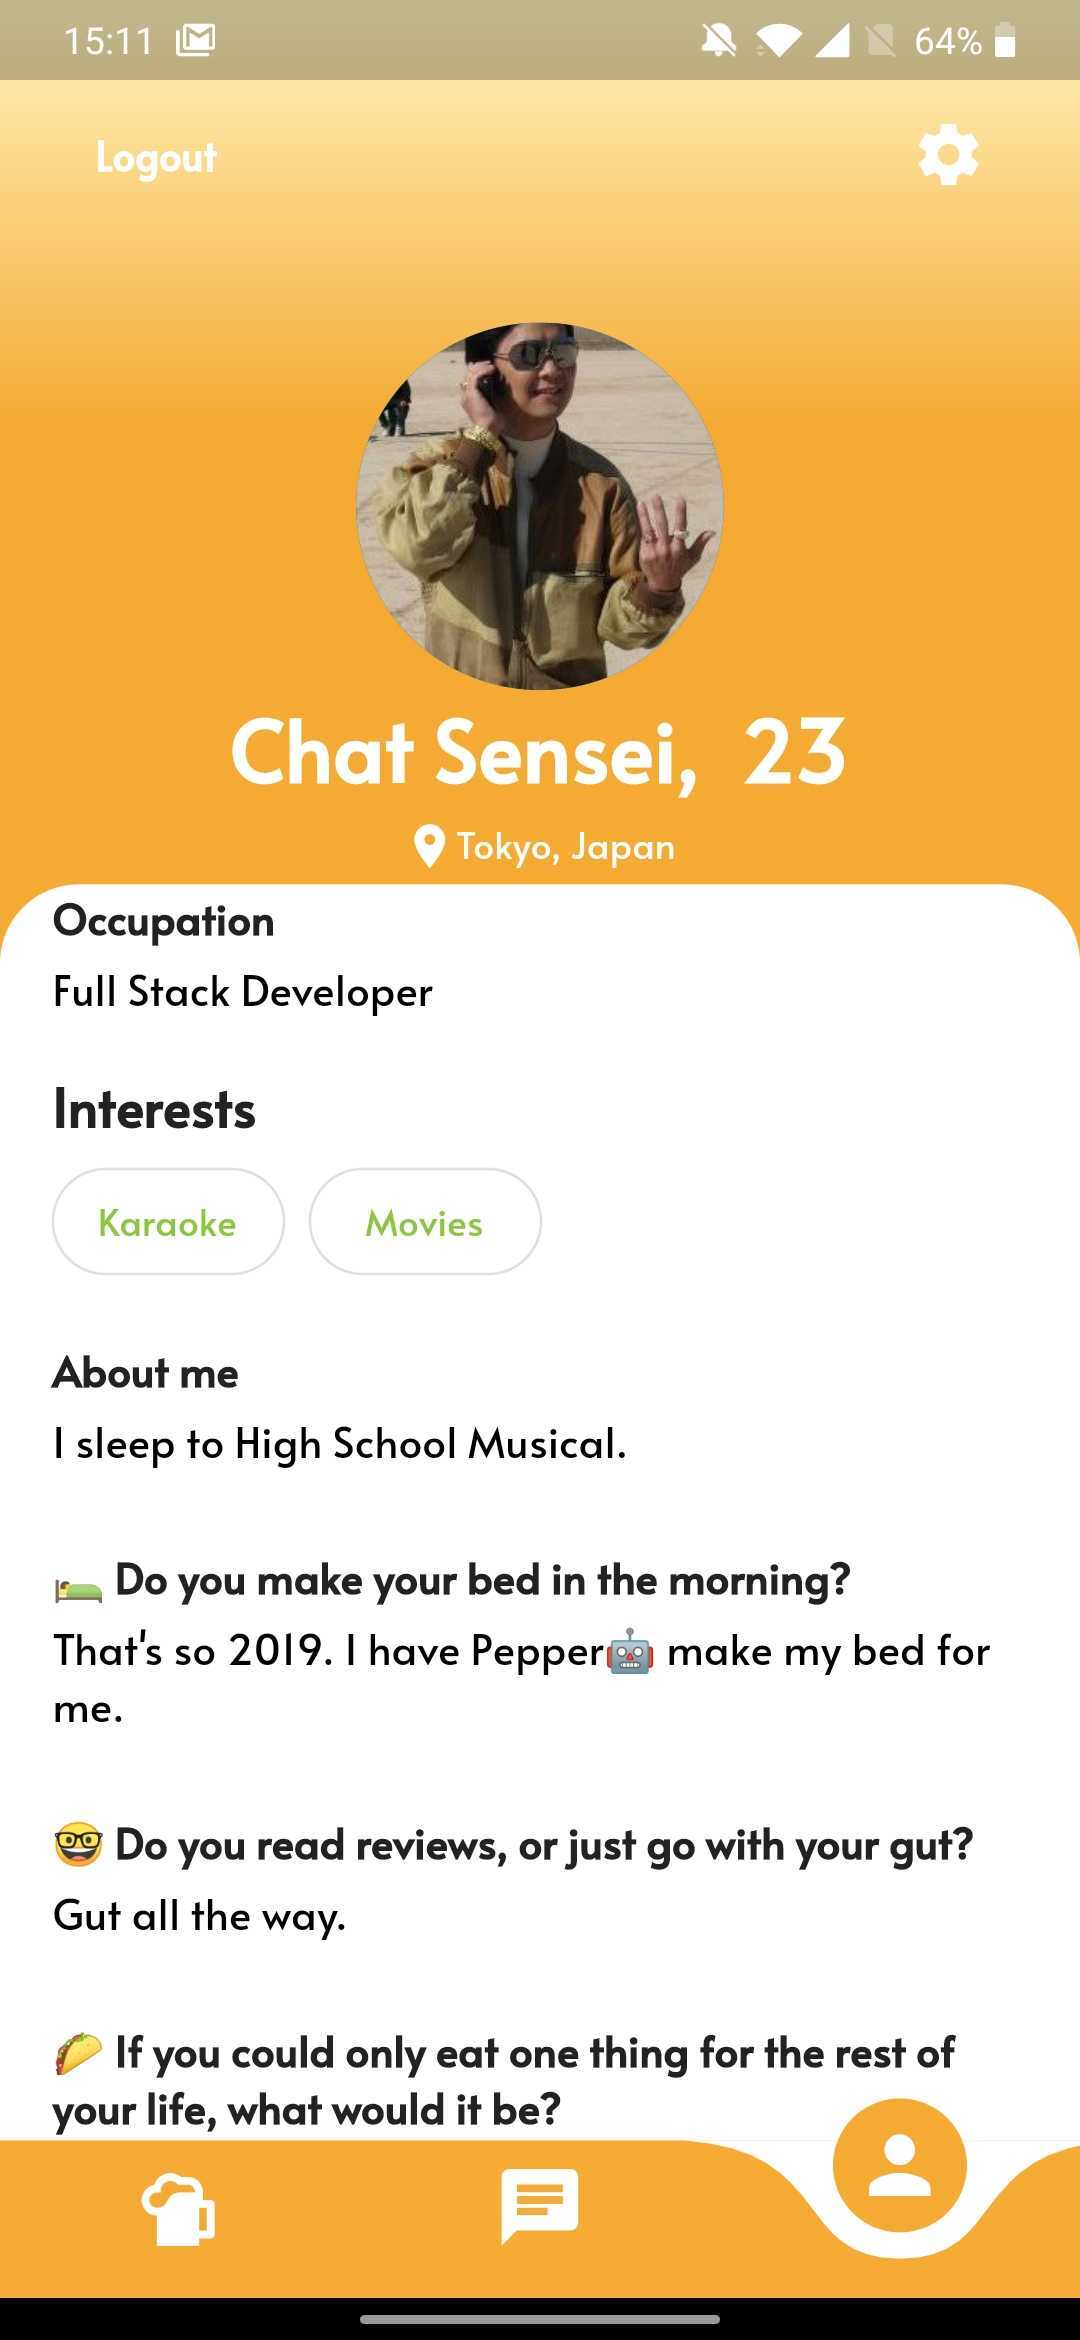 15:11
64%
Logout
Chat Sensei, 23
Tokyo, Japan
Occupation
Full Stack Developer
Interests
Karaoke
Movies
About me
I sleep to High School Musical.
🛌 Do you make your bed in the morning?
That's so 2019. I have Pepper🤖 make my bed for
me.
🤓 Do you read reviews, or just go with your gut?
Gut all the way.
🌮 If you could only eat one thing for the rest of
your life, what would it be?